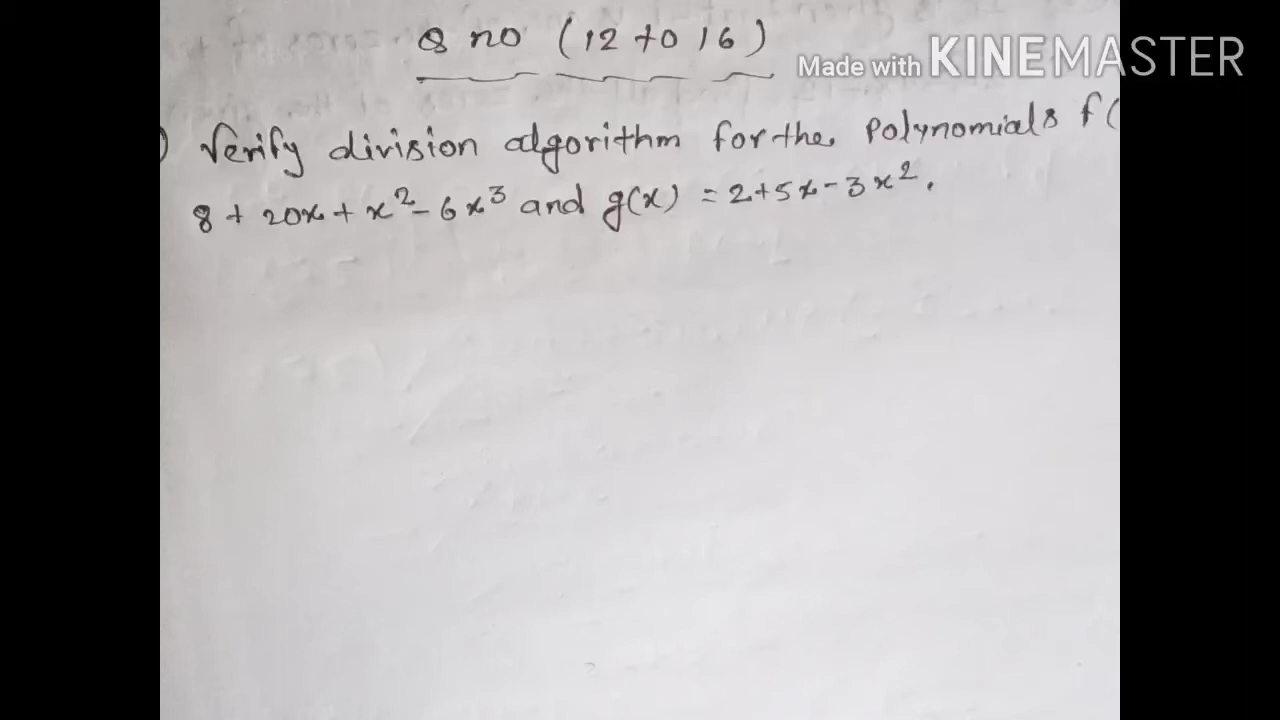 Q no (12 to 16)
Made with KINEMASTER
) Verify division algorithm for the polynomials f(
8 + 20x + x² - 6x³ and g(x) = 2+5x-3x².